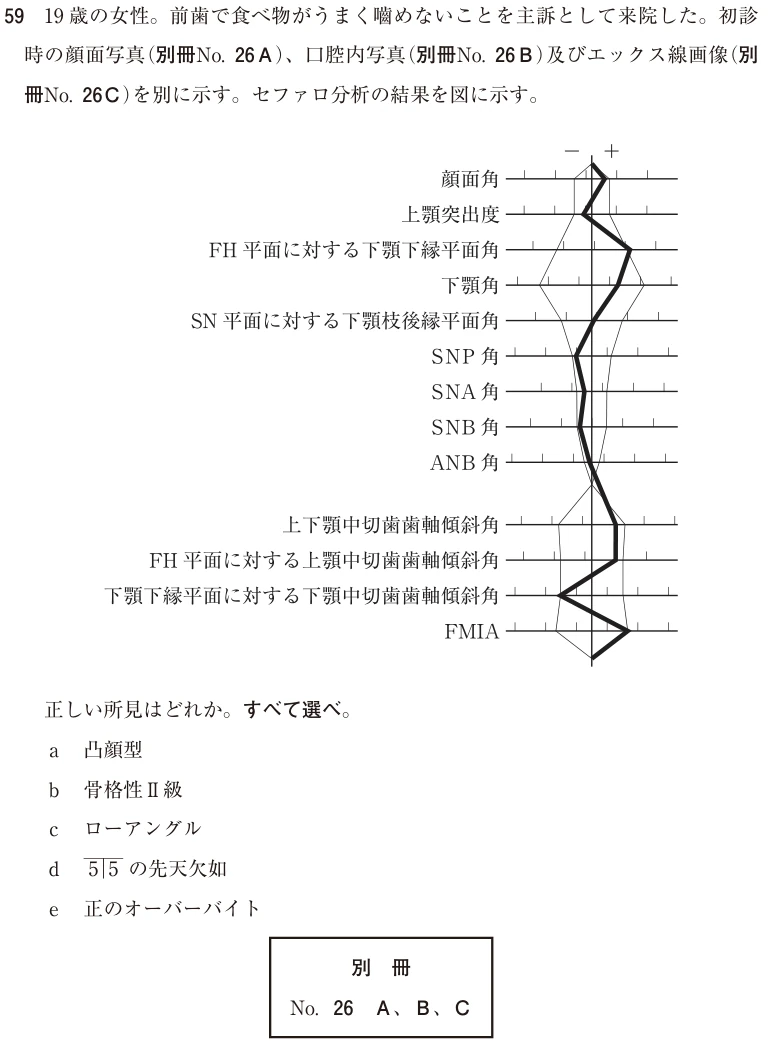 59 19歳の女性。前歯で食べ物がうまく嚙めないことを主訴として来院した。初診
時の顔面写真(別冊No. 26A)、口腔内写真(別冊No. 26B)及びエックス線画像(別
冊No. 26C)を別に示す。セファロ分析の結果を図に示す。
− +
顔面角
上顎突出度
FH平面に対する下顎下縁平面角
下顎角
SN平面に対する下顎枝後縁平面角
SNP角
SNA角
SNB角
ANB角
上下顎中切歯歯軸傾斜角
FH平面に対する上顎中切歯歯軸傾斜角
下顎下縁平面に対する下顎中切歯歯軸傾斜角
FMIA
正しい所見はどれか。すべて選べ。
a 凸顔型
b 骨格性Ⅱ級
c ローアングル
d 5|5の先天欠如
e 正のオーバーバイト
別 冊
No. 26 A、B、C